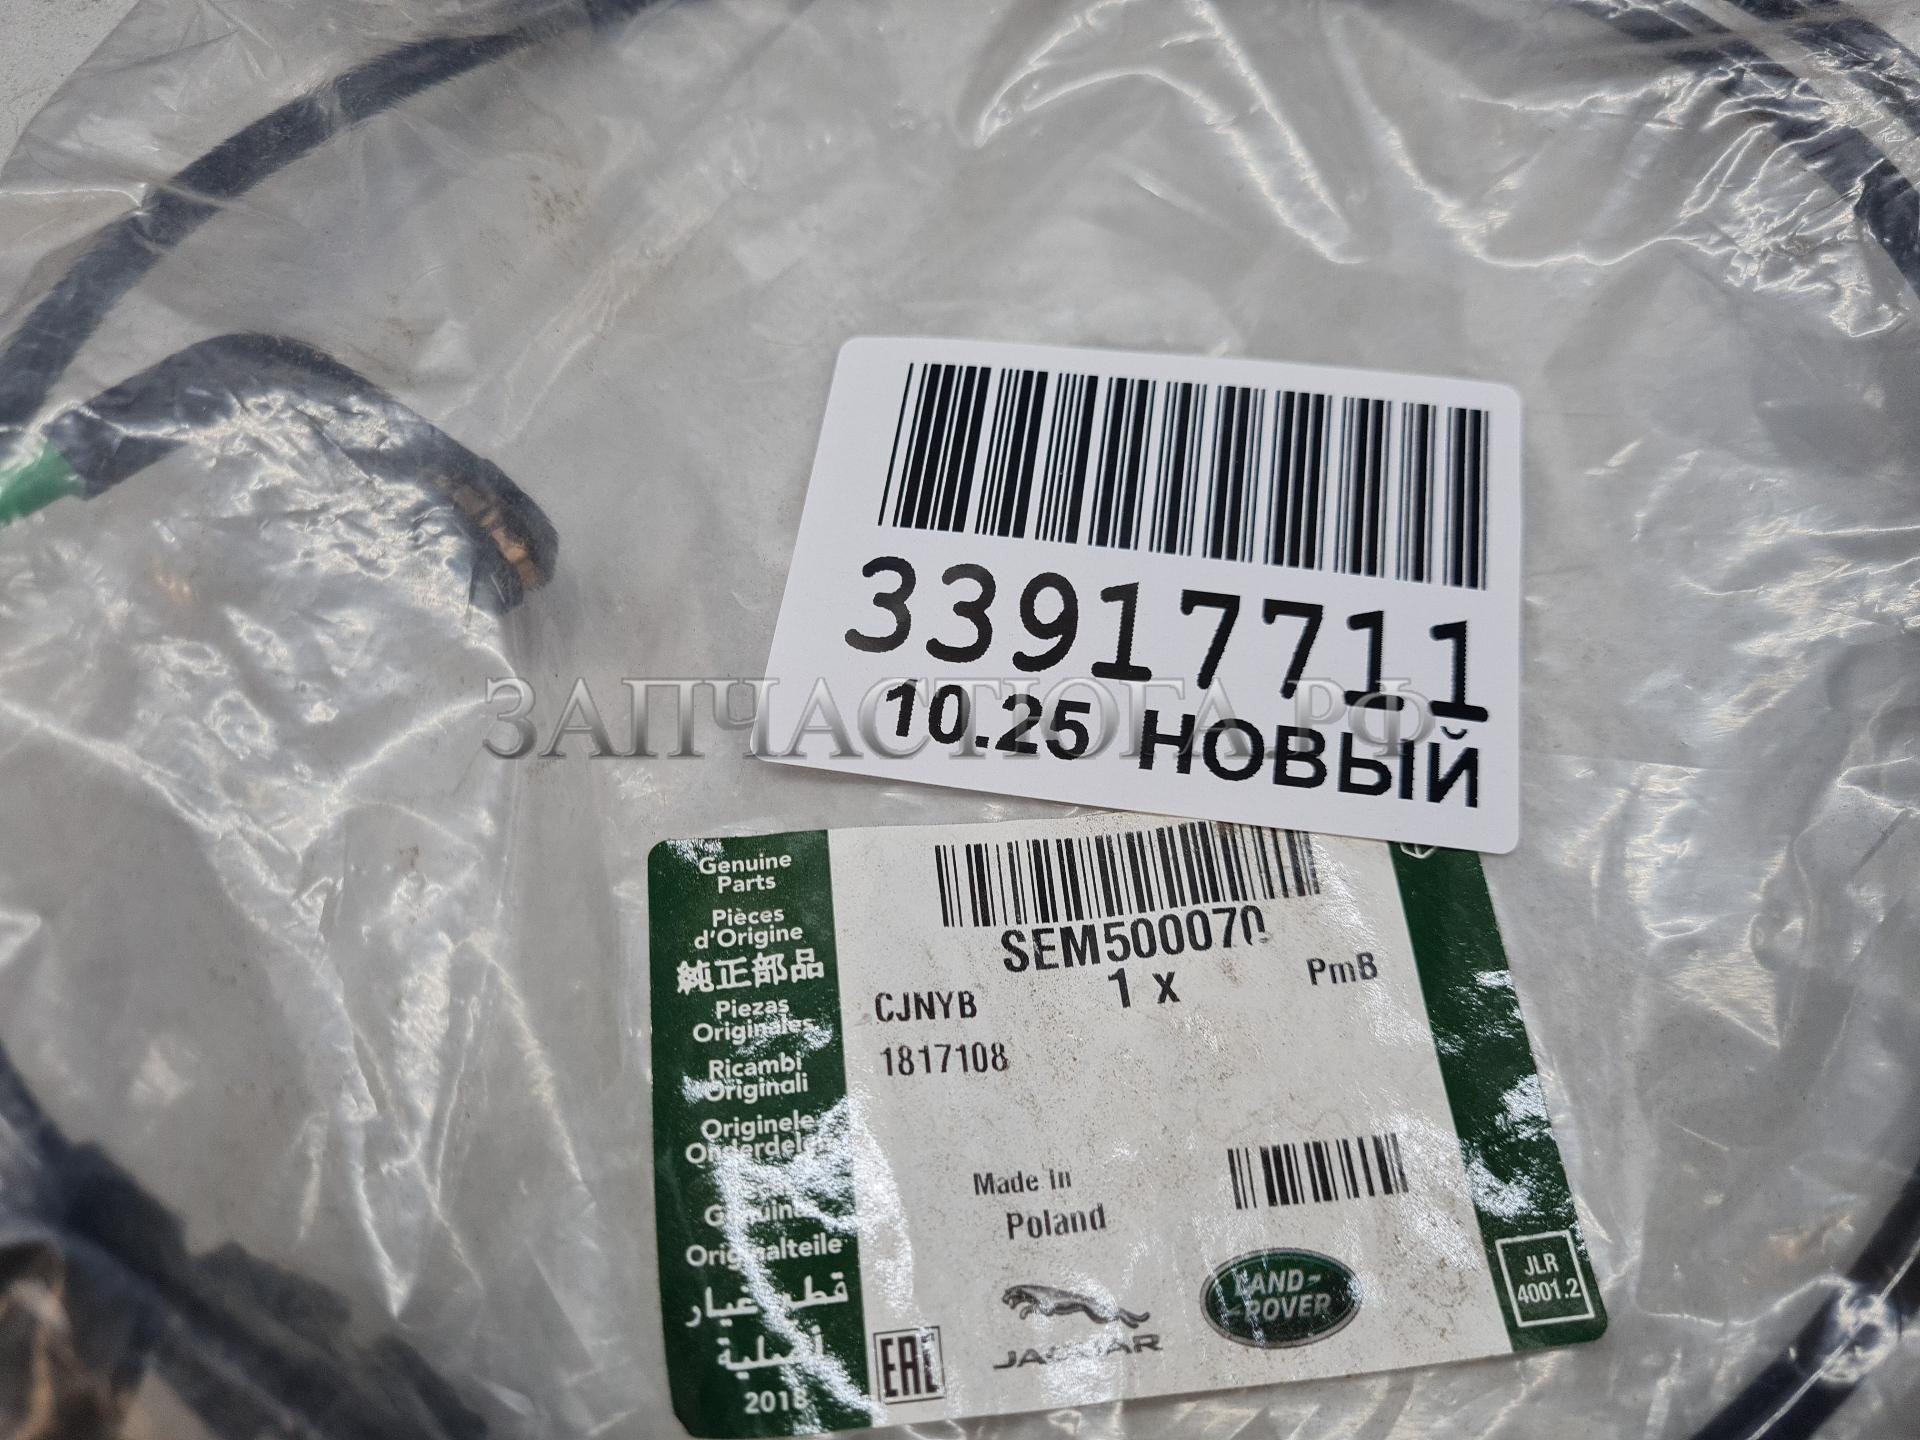 33917711
10.25 НОВЫЙ
ЗАПЧАСТЮГА.РФ
Genuine
Parts
Pièces
d'Origine
純正部品
Piezas
Originales
Ricambi
Originali
Originele
Onderdelen
Genuine
Originalteile
قطع غيار
أصلية
2018
SEM500070
1 x
PmB
CJNYB
1817108
Made in
Poland
EAC
JAGUAR
LAND-
-ROVER
JLR
4001.2